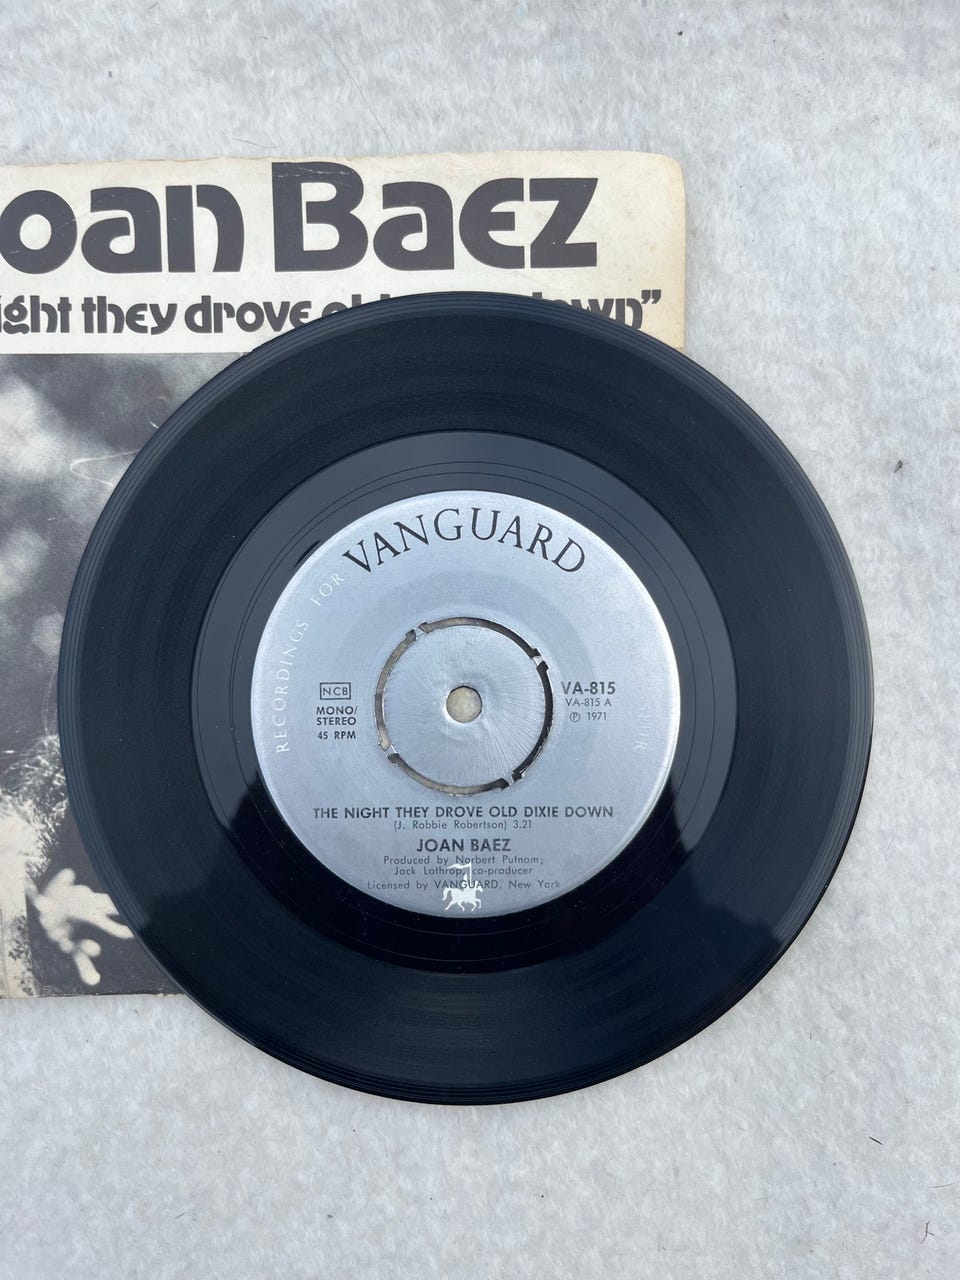 oan Baez
ight they drove down”
VANGUARD
RECORDINGS FOR
NCB
MONO/
STEREO
45 RPM
VA-815
VA-815 A
℗ 1971
THE NIGHT THEY DROVE OLD DIXIE DOWN
(J. Robbie Robertson) 3.21
JOAN BAEZ
Produced by Norbert Putnam;
Jack Lothrop, co-producer
Licensed by VANGUARD, New York